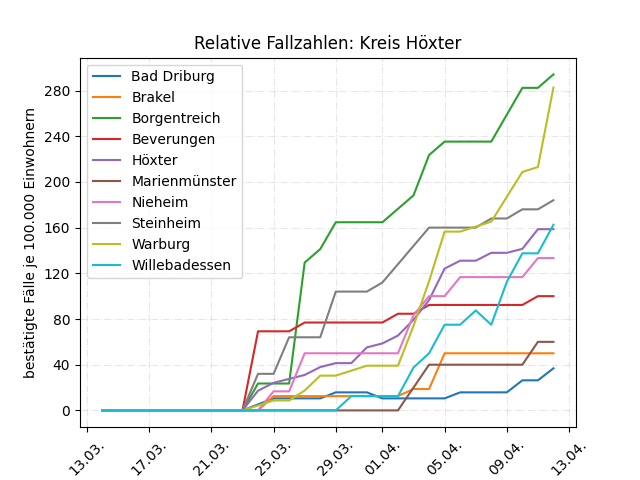 Relative Fallzahlen: Kreis Höxter
bestätigte Fälle je 100.000 Einwohnern
280
240
200
160
120
80
40
0
Bad Driburg
Brakel
Borgentreich
Beverungen
Höxter
Marienmünster
Nieheim
Steinheim
Warburg
Willebadessen
13.03.
17.03.
21.03.
25.03.
29.03.
01.04.
05.04.
09.04.
13.04.